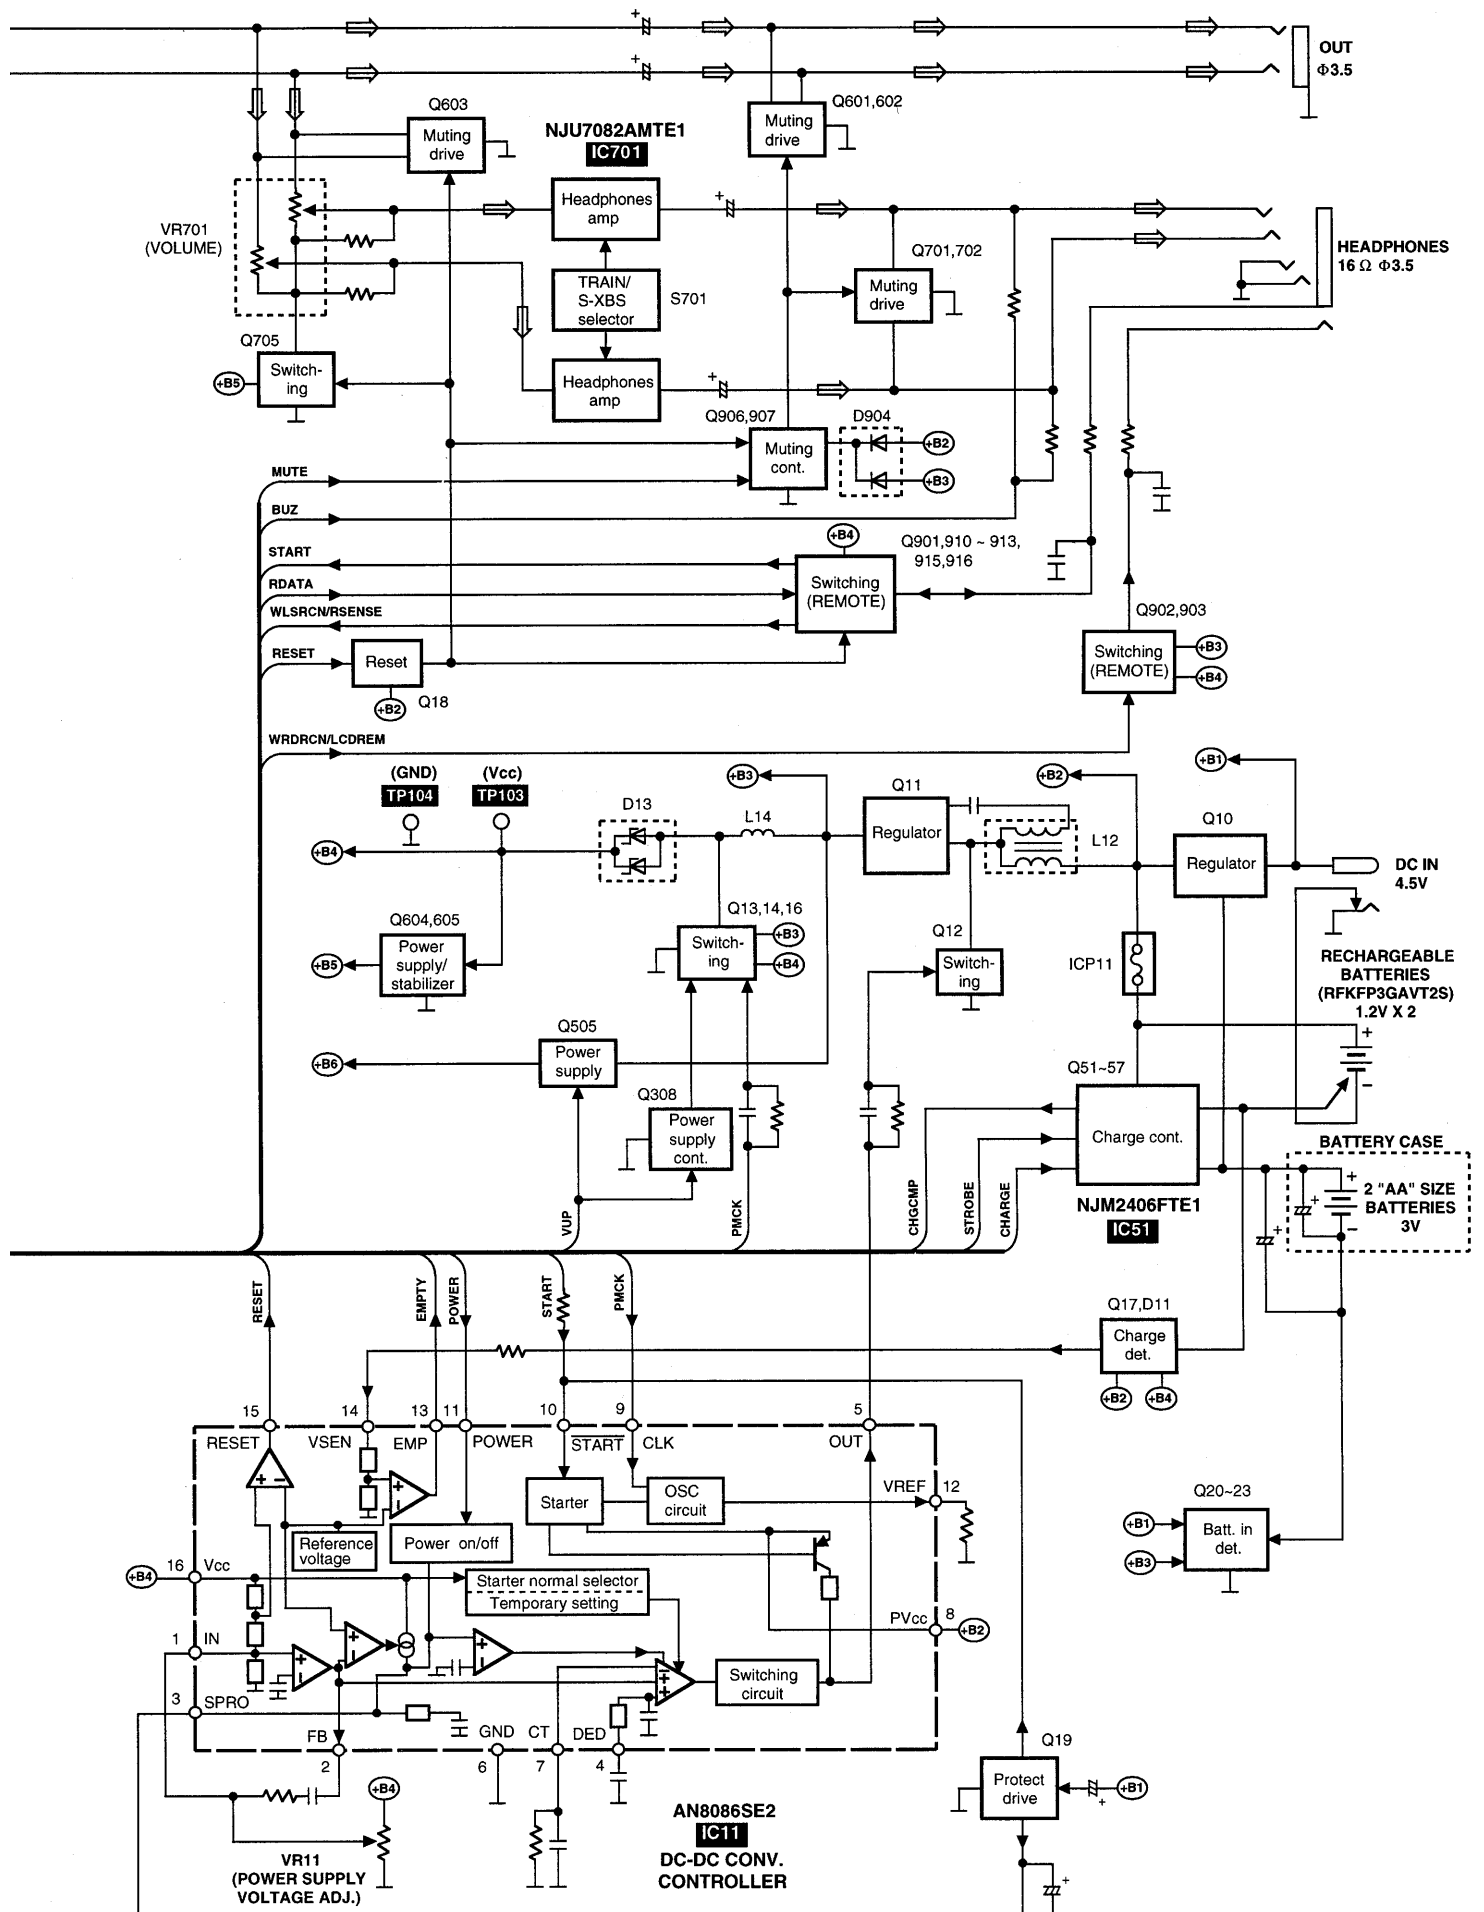 OUT
Φ3.5
Q603
Muting
drive
NJU7082AMTE1
IC701
Q601,602
Muting
drive
VR701
(VOLUME)
Headphones
amp
Q701,702
HEADPHONES
16 Ω Φ3.5
TRAIN/
S-XBS
selector
S701
Muting
drive
Q705
+B5
Switch-
ing
Headphones
amp
Q906,907
D904
Muting
cont.
+B2
+B3
MUTE
BUZ
START
RDATA
WLSRCN/RSENSE
RESET
+B4
Q901,910 ~ 913,
915,916
Switching
(REMOTE)
Reset
+B2
Q18
Q902,903
Switching
(REMOTE)
+B3
+B4
WRDRCN/LCDREM
(GND)
TP104
(Vcc)
TP103
+B3
+B2
+B1
D13
L14
Q11
Regulator
L12
Q10
Regulator
DC IN
4.5V
+B4
Q604,605
Power
supply/
stabilizer
+B5
Q13,14,16
Switch-
ing
+B3
+B4
Q12
Switch-
ing
ICP11
RECHARGEABLE
BATTERIES
(RFKFP3GAVT2S)
1.2V X 2
+
−
Q505
Power
supply
+B6
Q308
Power
supply
cont.
Q51~57
Charge cont.
NJM2406FTE1
IC51
BATTERY CASE
2 "AA" SIZE
BATTERIES
3V
+
−
VUP
PMCK
CHGCMP
STROBE
CHARGE
RESET
EMPTY
POWER
START
PMCK
Q17,D11
Charge
det.
+B2
+B4
15
14
13
11
10
9
5
RESET
VSEN
EMP
POWER
START
CLK
OUT
Starter
OSC
circuit
VREF
12
Reference
voltage
Power on/off
Q20~23
+B1
+B3
Batt. in
det.
+B4
16
Vcc
Starter normal selector
Temporary setting
PVcc
8
+B2
1
IN
Switching
circuit
3
SPRO
FB
GND
CT
DED
2
6
7
4
+B4
VR11
(POWER SUPPLY
VOLTAGE ADJ.)
AN8086SE2
IC11
DC-DC CONV.
CONTROLLER
Q19
Protect
drive
+B1
+
+